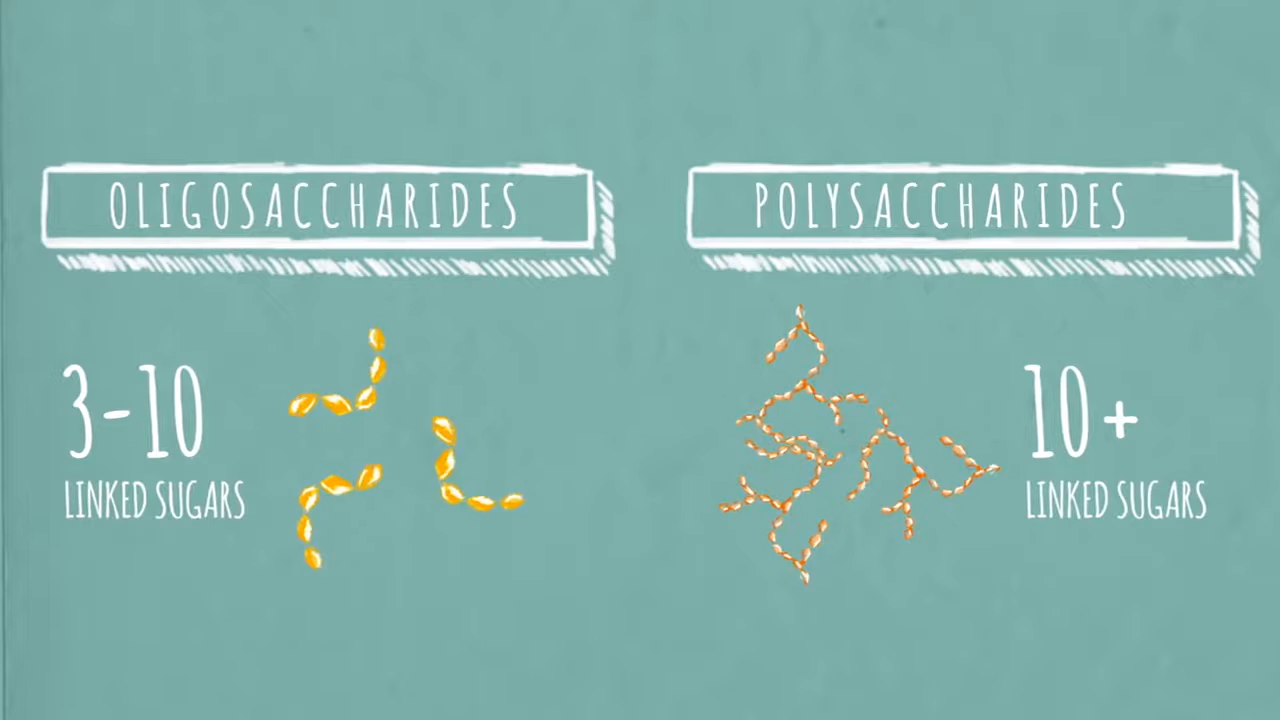 OLIGOSACCHARIDES
3-10
LINKED SUGARS
POLYSACCHARIDES
10+
LINKED SUGARS